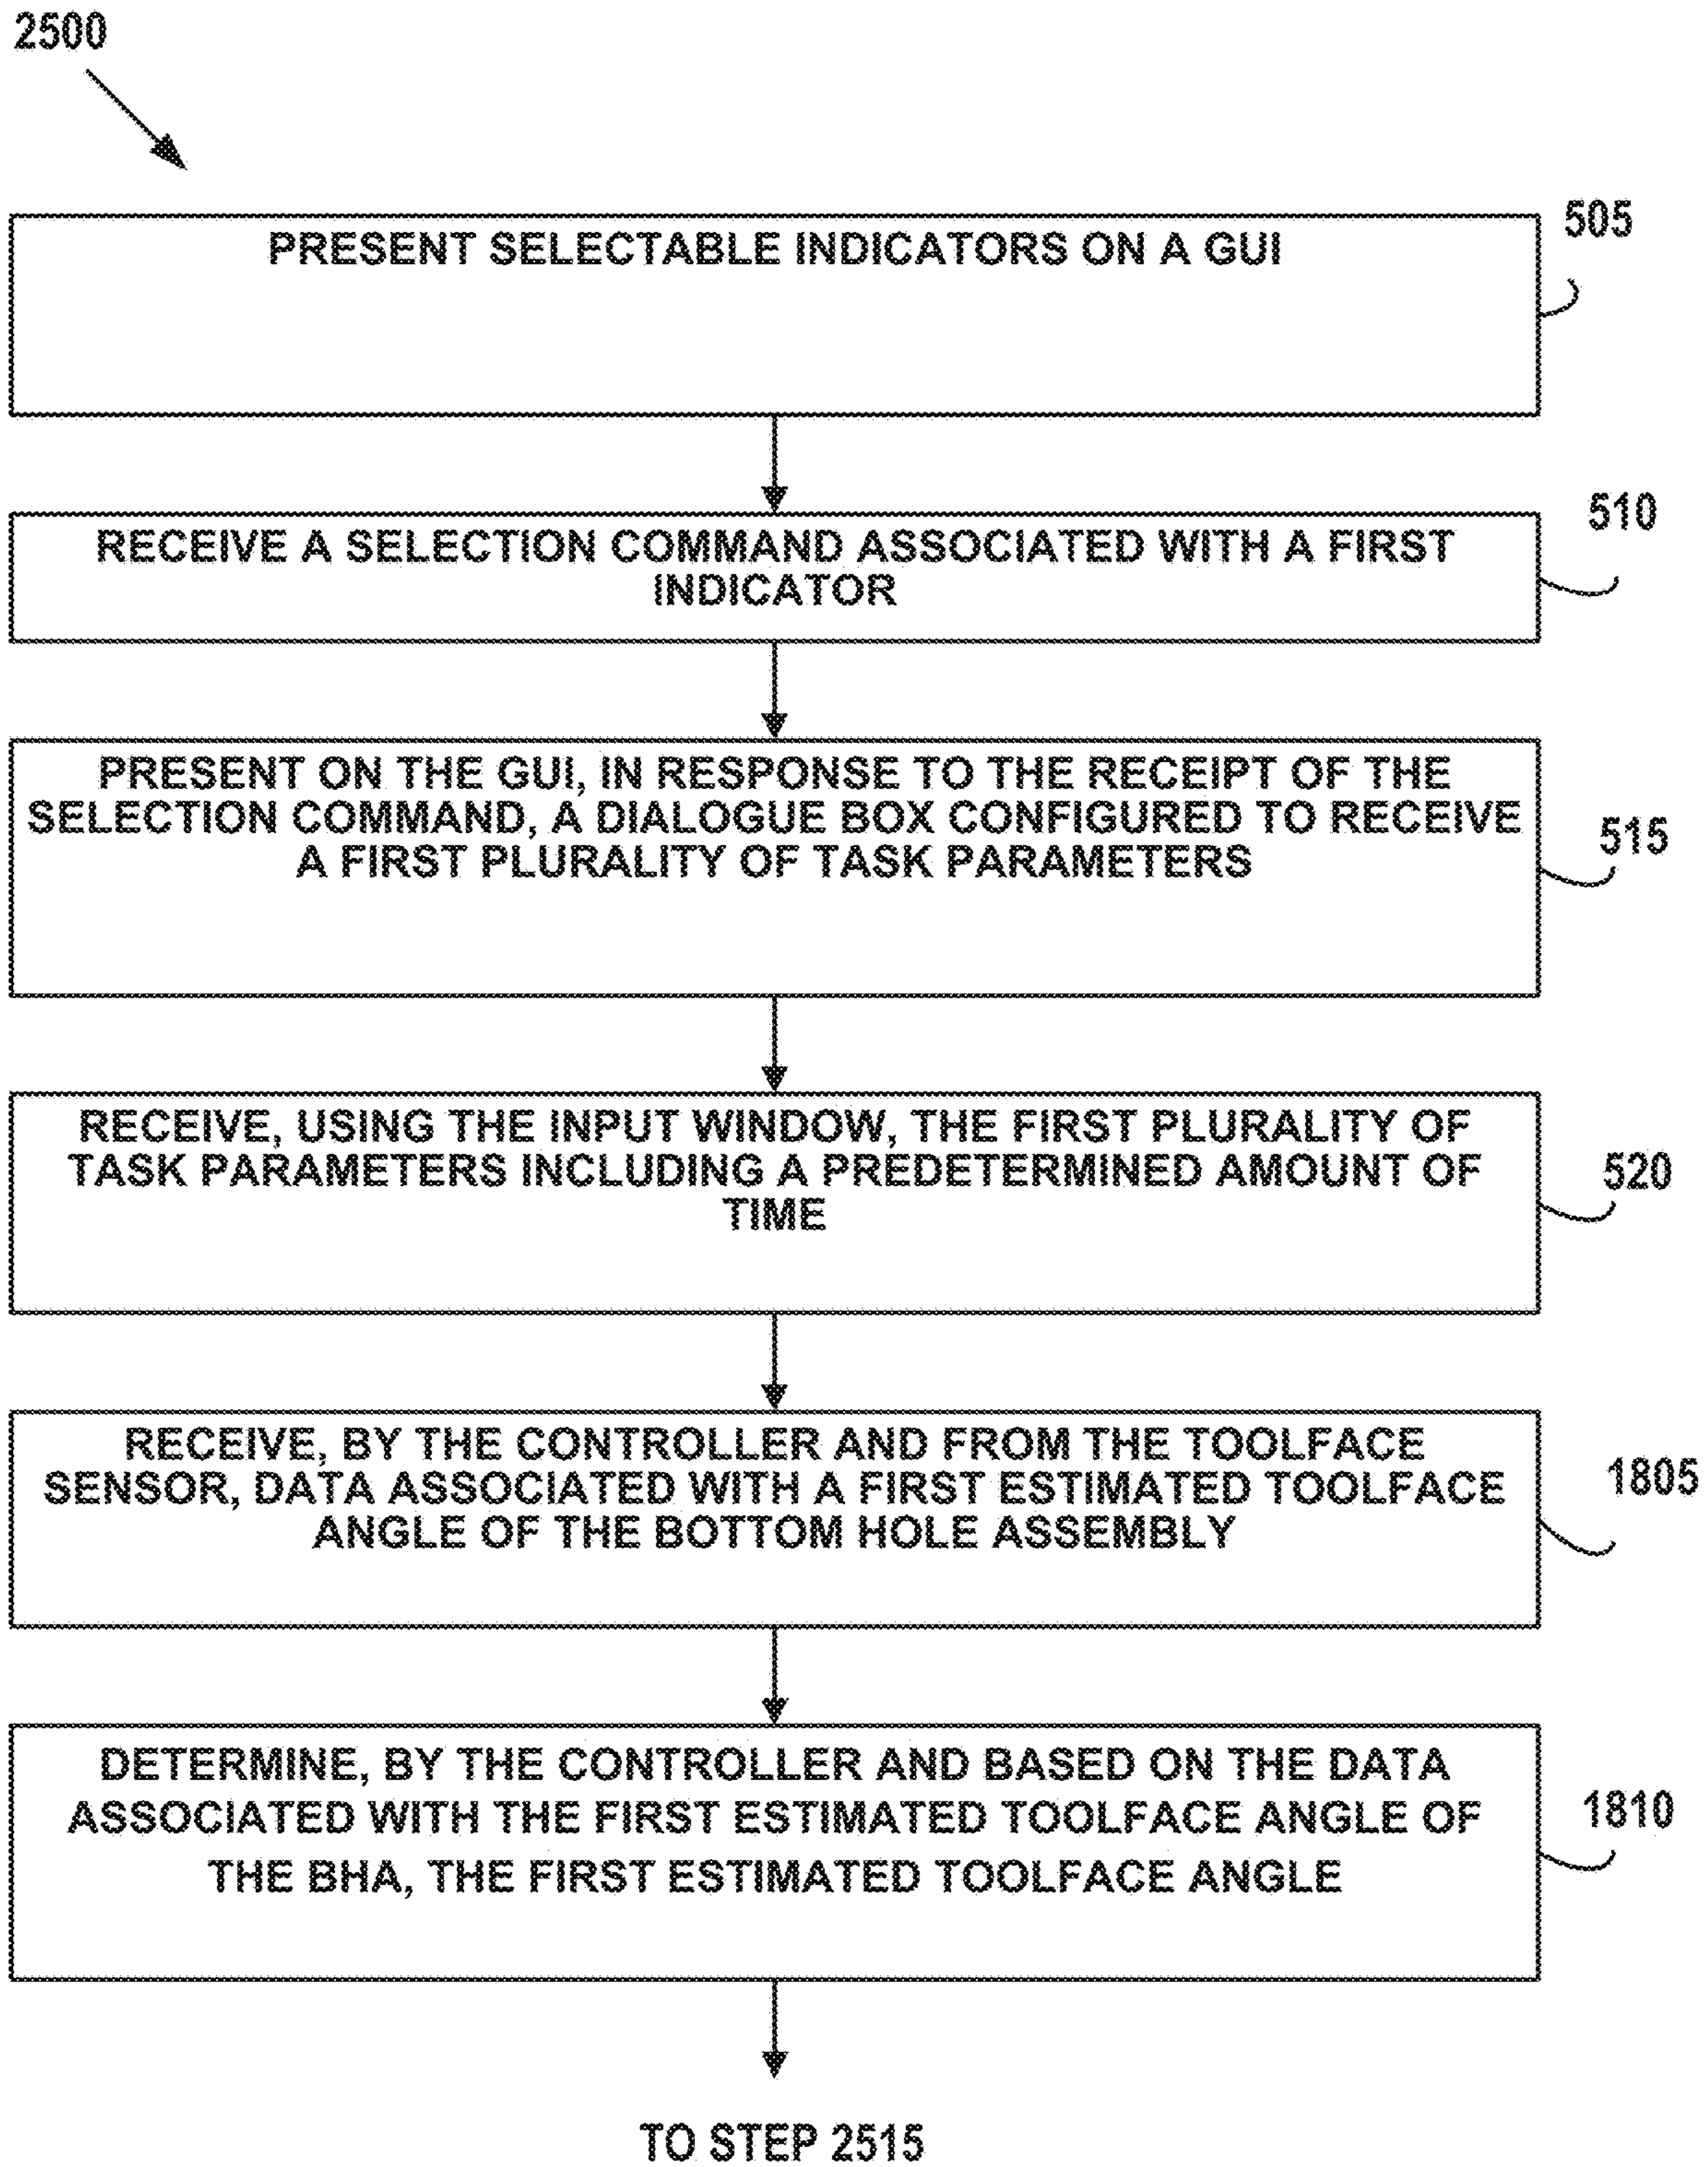 2500
505
PRESENT SELECTABLE INDICATORS ON A GUI
510
RECEIVE A SELECTION COMMAND ASSOCIATED WITH A FIRST
INDICATOR
PRESENT ON THE GUI, IN RESPONSE TO THE RECEIPT OF THE
SELECTION COMMAND, A DIALOGUE BOX CONFIGURED TO RECEIVE
A FIRST PLURALITY OF TASK PARAMETERS
515
RECEIVE, USING THE INPUT WINDOW, THE FIRST PLURALITY OF
TASK PARAMETERS INCLUDING A PREDETERMINED AMOUNT OF
TIME
520
RECEIVE, BY THE CONTROLLER AND FROM THE TOOLFACE
SENSOR, DATA ASSOCIATED WITH A FIRST ESTIMATED TOOLFACE
ANGLE OF THE BOTTOM HOLE ASSEMBLY
1805
DETERMINE, BY THE CONTROLLER AND BASED ON THE DATA
ASSOCIATED WITH THE FIRST ESTIMATED TOOLFACE ANGLE OF
THE BHA, THE FIRST ESTIMATED TOOLFACE ANGLE
1810
TO STEP 2515